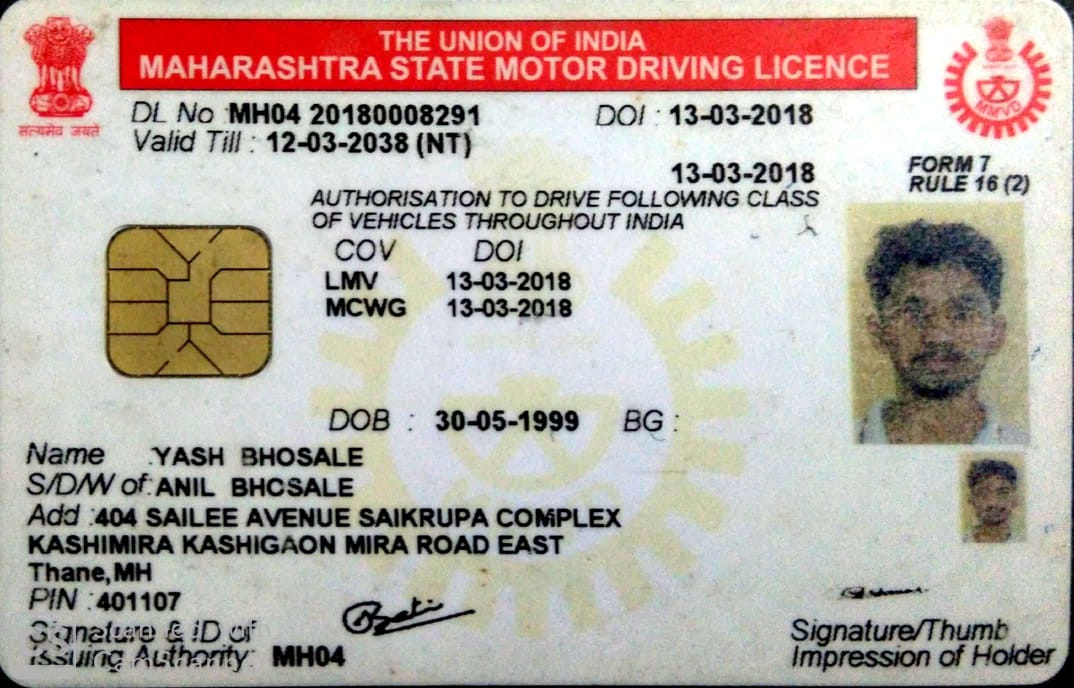 THE UNION OF INDIA
MAHARASHTRA STATE MOTOR DRIVING LICENCE
सत्यमेव जयते
MMVD
DL No : MH04 20180008291 DOI : 13-03-2018
Valid Till : 12-03-2038 (NT)
13-03-2018
FORM 7
RULE 16 (2)
AUTHORISATION TO DRIVE FOLLOWING CLASS
OF VEHICLES THROUGHOUT INDIA
COV DOI
LMV 13-03-2018
MCWG 13-03-2018
DOB : 30-05-1999 BG :
Name : YASH BHOSALE
S/D/W of : ANIL BHOSALE
Add : 404 SAILEE AVENUE SAIKRUPA COMPLEX
KASHIMIRA KASHIGAON MIRA ROAD EAST
Thane,MH
PIN : 401107
Signature & ID of
Issuing Authority: MH04
Signature/Thumb
Impression of Holder